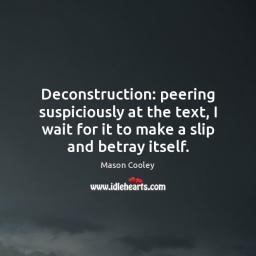 Deconstruction: peering
suspiciously at the text, I
wait for it to make a slip
and betray itself.
Mason Cooley
www.idlehearts.com